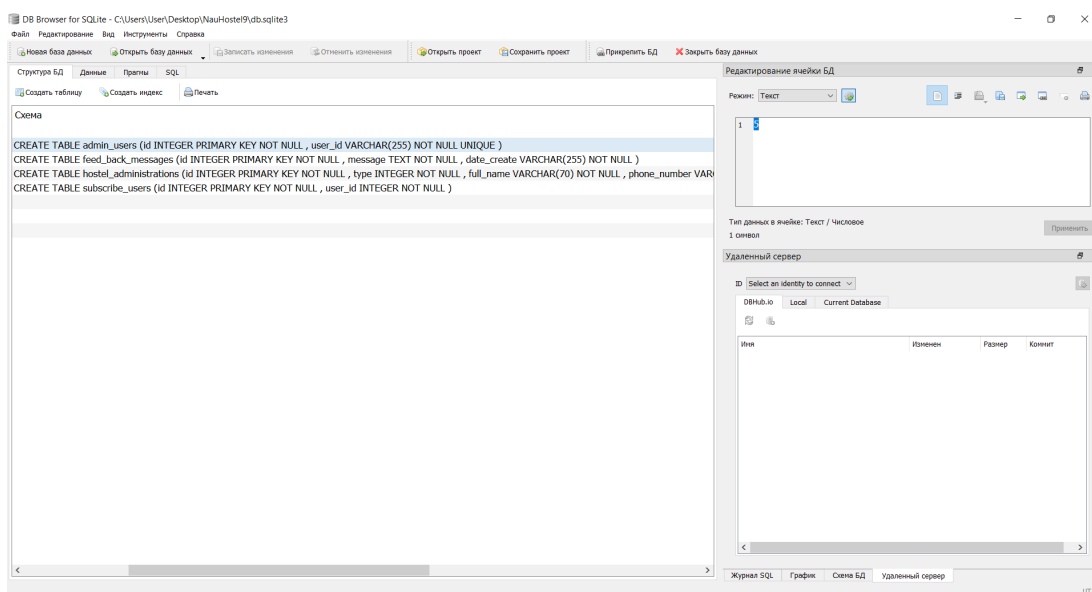 DB Browser for SQLite - C:\Users\User\Desktop\NauHostel9\db.sqlite3
Файл Редактирование Вид Инструменты Справка
Новая база данных Открыть базу данных Записать изменения Отменить изменения Открыть проект Сохранить проект Прикрепить БД Закрыть базу данных
Структура БД Данные Прагмы SQL
Создать таблицу Создать индекс Печать
Схема
CREATE TABLE admin_users (id INTEGER PRIMARY KEY NOT NULL , user_id VARCHAR(255) NOT NULL UNIQUE )
CREATE TABLE feed_back_messages (id INTEGER PRIMARY KEY NOT NULL , message TEXT NOT NULL , date_create VARCHAR(255) NOT NULL )
CREATE TABLE hostel_administrations (id INTEGER PRIMARY KEY NOT NULL , type INTEGER NOT NULL , full_name VARCHAR(70) NOT NULL , phone_number VAR
CREATE TABLE subscribe_users (id INTEGER PRIMARY KEY NOT NULL , user_id INTEGER NOT NULL )
Редактирование ячейки БД
Режим: Текст
1 5
Тип данных в ячейке: Текст / Числовое
1 символ
Применить
Удаленный сервер
ID Select an identity to connect
DBHub.io Local Current Database
Имя Изменен Размер Коммит
Журнал SQL График Схема БД Удаленный сервер